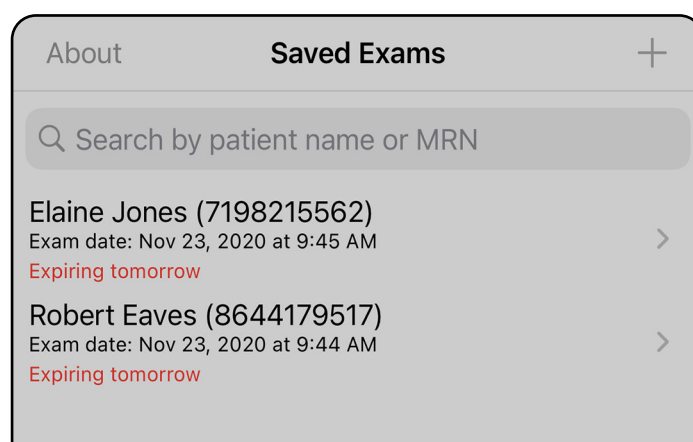 About Saved Exams +
Search by patient name or MRN
Elaine Jones (7198215562)
Exam date: Nov 23, 2020 at 9:45 AM
Expiring tomorrow
Robert Eaves (8644179517)
Exam date: Nov 23, 2020 at 9:44 AM
Expiring tomorrow